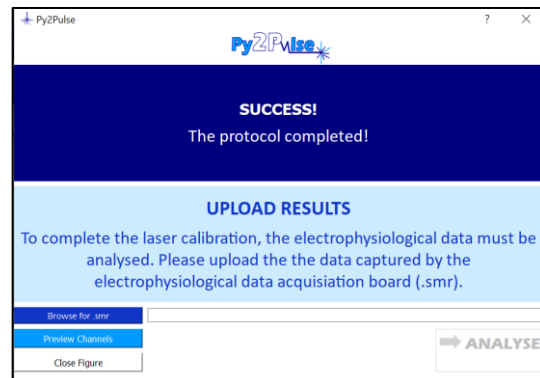 Py2Pulse
?
Py2Pulse
SUCCESS!
The protocol completed!
UPLOAD RESULTS
To complete the laser calibration, the electrophysiological data must be
analysed. Please upload the the data captured by the
electrophysiological data acquisiation board (.smr).
Browse for .smr
Preview Channels
ANALYSE
Close Figure